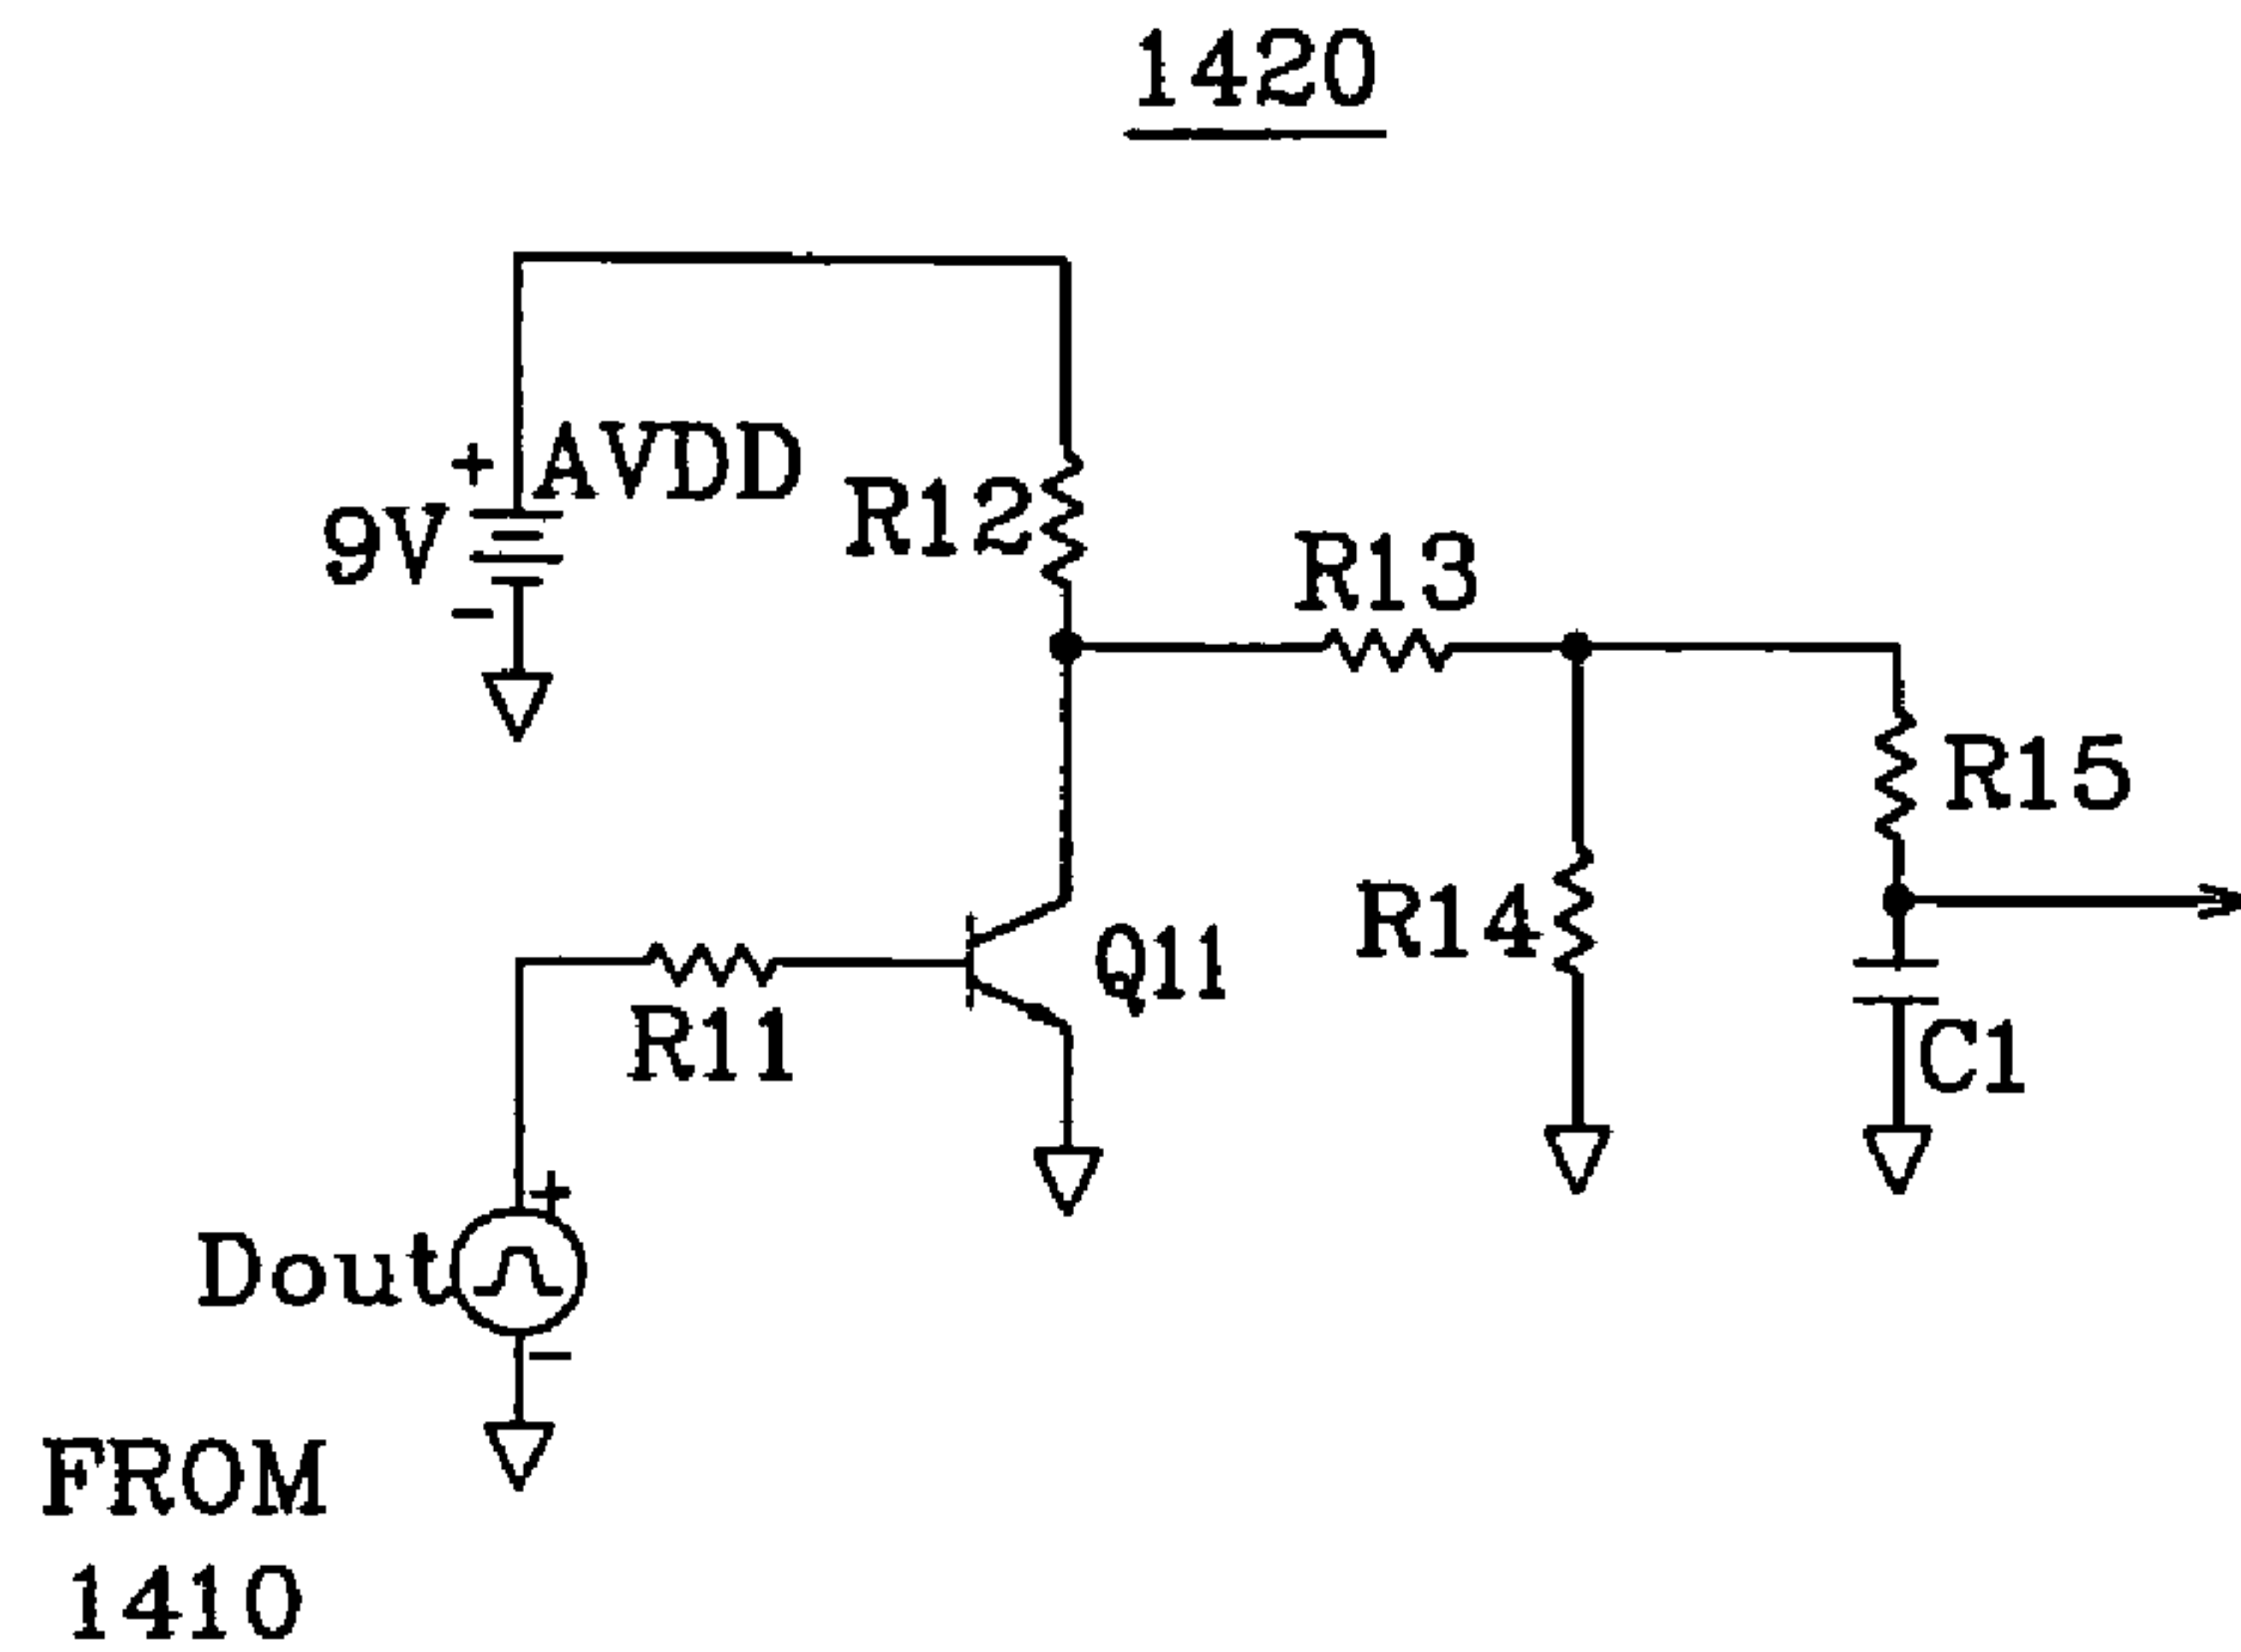 1420
+ AVDD
9V
R12
-
R13
R15
R14
Q11
R11
C1
+
Dout
-
FROM
1410